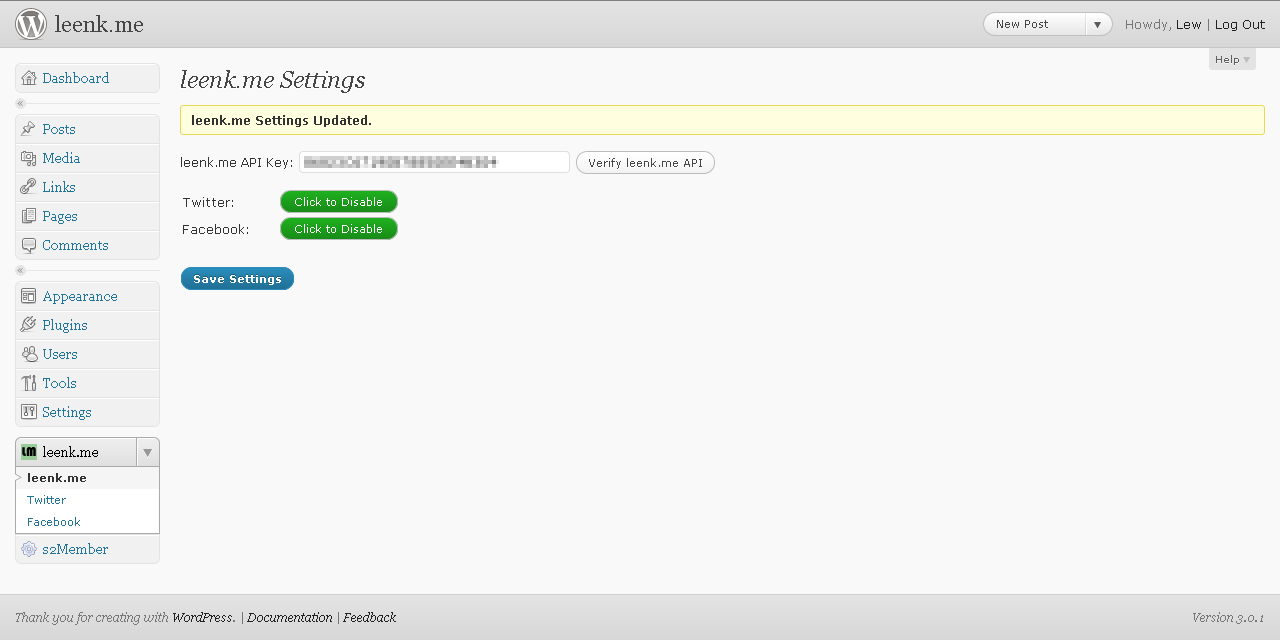 leenk.me
New Post ▼ Howdy, Lew | Log Out
Help ▼
Dashboard
«
Posts
Media
Links
Pages
Comments
«
Appearance
Plugins
Users
Tools
Settings
LM leenk.me ▼
leenk.me
Twitter
Facebook
s2Member
leenk.me Settings
leenk.me Settings Updated.
leenk.me API Key: Verify leenk.me API
Twitter: Click to Disable
Facebook: Click to Disable
Save Settings
Thank you for creating with WordPress. | Documentation | Feedback
Version 3.0.1